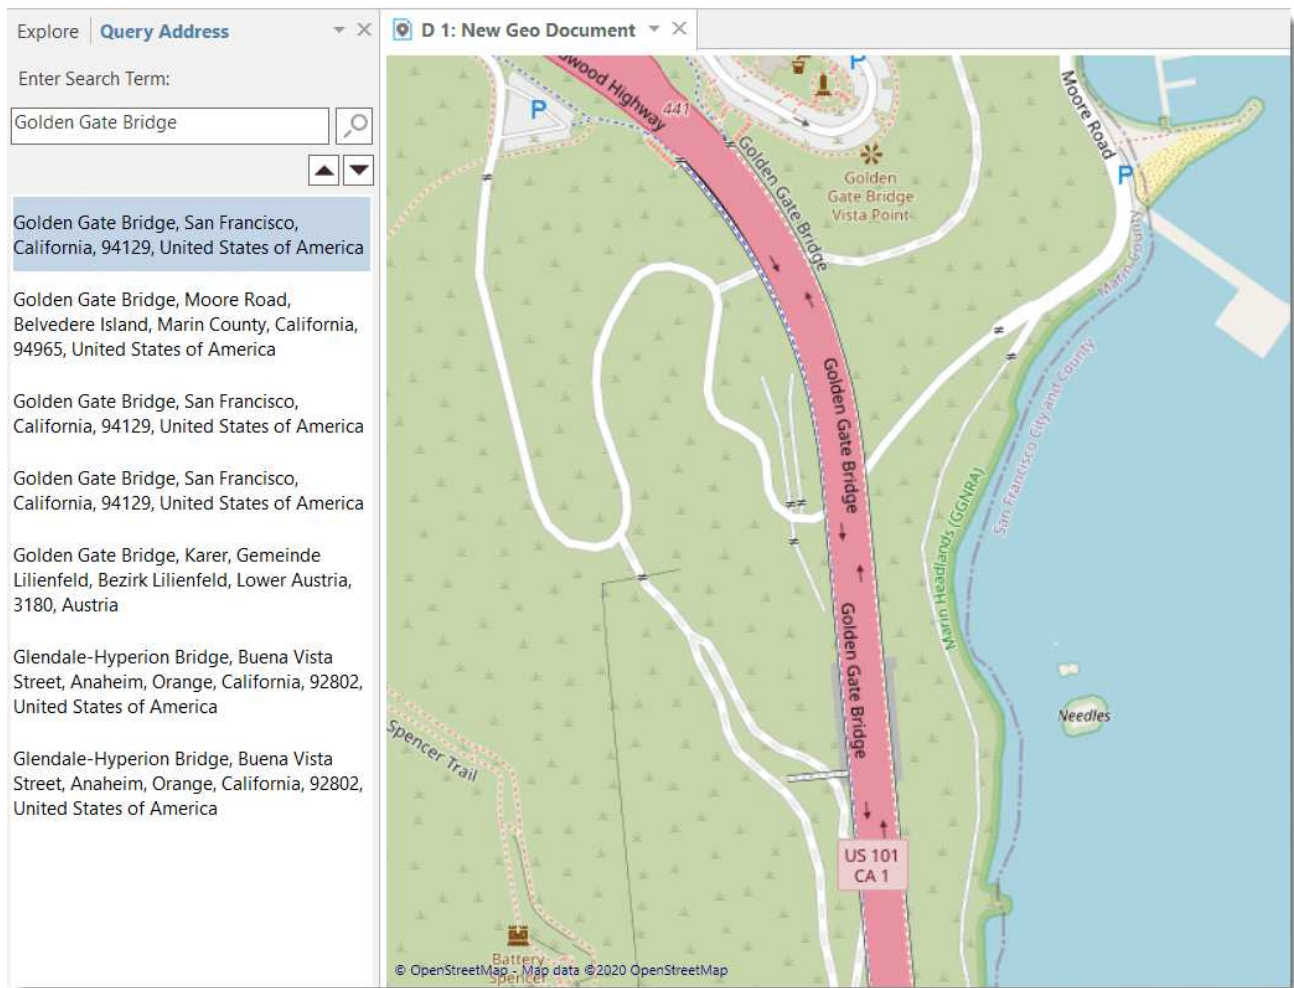 Explore
Query Address
D 1: New Geo Document
Enter Search Term:
Golden Gate Bridge
Golden Gate Bridge, San Francisco,
California, 94129, United States of America
Golden Gate Bridge, Moore Road,
Belvedere Island, Marin County, California,
94965, United States of America
Golden Gate Bridge, San Francisco,
California, 94129, United States of America
Golden Gate Bridge, San Francisco,
California, 94129, United States of America
Golden Gate Bridge, Karer, Gemeinde
Lilienfeld, Bezirk Lilienfeld, Lower Austria,
3180, Austria
Glendale-Hyperion Bridge, Buena Vista
Street, Anaheim, Orange, California, 92802,
United States of America
Glendale-Hyperion Bridge, Buena Vista
Street, Anaheim, Orange, California, 92802,
United States of America
P
P
wood Highway
441
Moore Road
Golden Gate Bridge
Golden
Gate Bridge
Vista Point
P
Marin County
San Francisco City and County
Golden Gate Bridge
Marin Headlands (GGNRA)
Golden Gate Bridge
Needles
Spencer Trail
US 101
CA 1
Battery
Spencer
© OpenStreetMap - Map data ©2020 OpenStreetMap